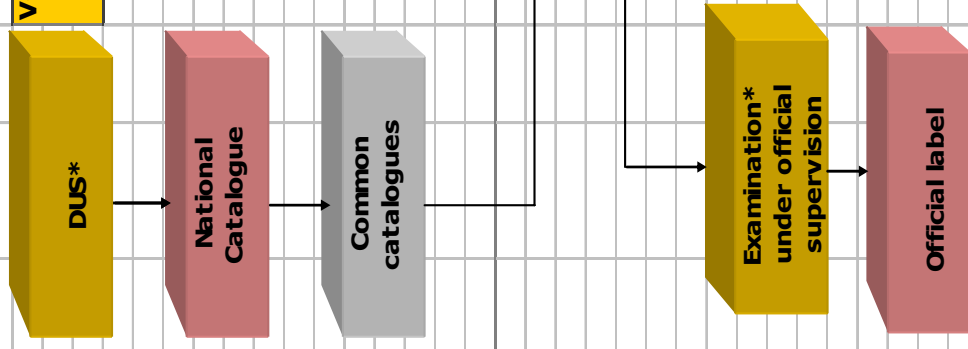 V
DUS*
National
Catalogue
Common
catalogues
Examination*
under official
supervision
Official label